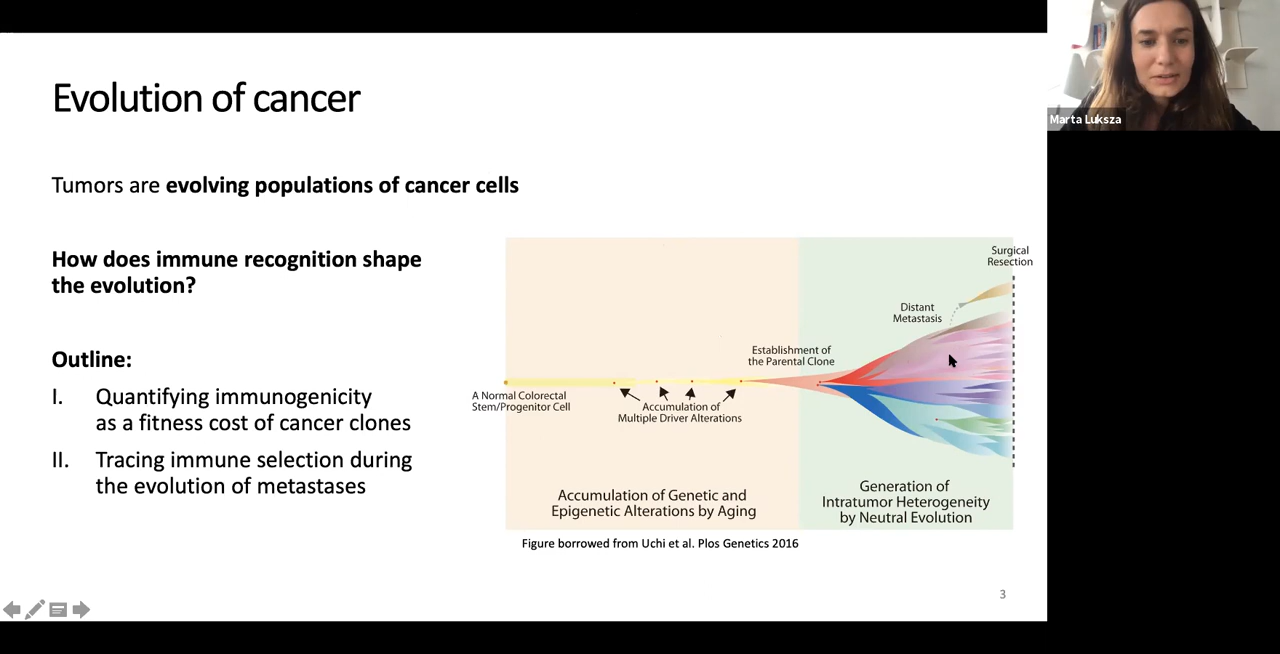 Evolution of cancer
Tumors are evolving populations of cancer cells
How does immune recognition shape
the evolution?
Outline:
I. Quantifying immunogenicity
as a fitness cost of cancer clones
II. Tracing immune selection during
the evolution of metastases
Surgical
Resection
Distant
Metastasis
Establishment of
the Parental Clone
A Normal Colorectal
Stem/Progenitor Cell
Accumulation of
Multiple Driver Alterations
Accumulation of Genetic and
Epigenetic Alterations by Aging
Generation of
Intratumor Heterogeneity
by Neutral Evolution
Figure borrowed from Uchi et al. Plos Genetics 2016
3
Marta Luksza